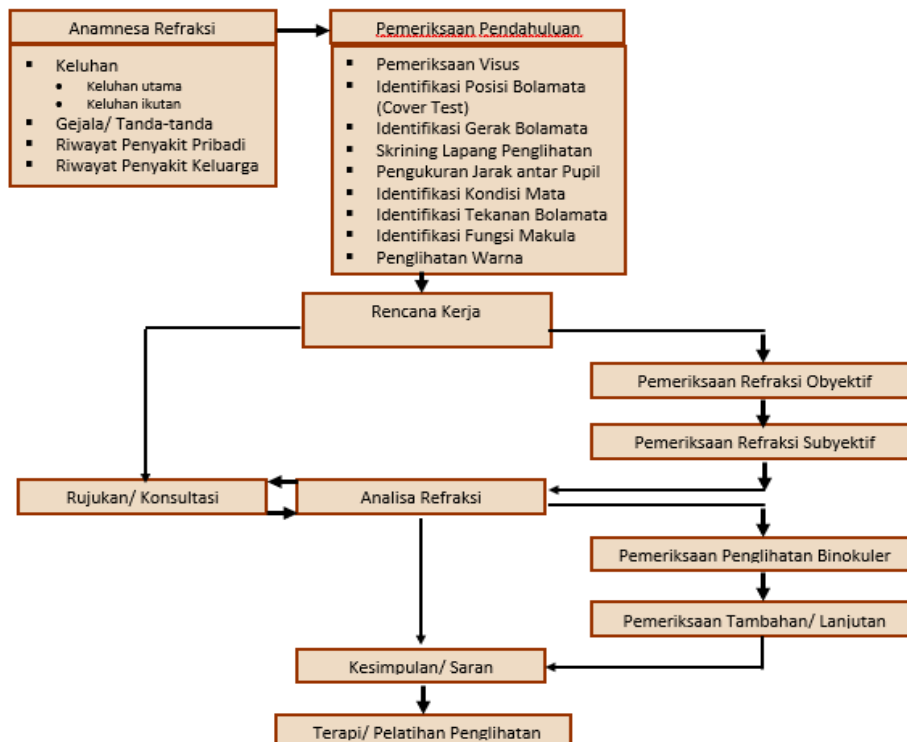 Anamnesa Refraksi
▪ Keluhan
• Keluhan utama
• Keluhan ikutan
▪ Gejala/ Tanda-tanda
▪ Riwayat Penyakit Pribadi
▪ Riwayat Penyakit Keluarga
Pemeriksaan Pendahuluan
▪ Pemeriksaan Visus
▪ Identifikasi Posisi Bolamata
(Cover Test)
▪ Identifikasi Gerak Bolamata
▪ Skrining Lapang Penglihatan
▪ Pengukuran Jarak antar Pupil
▪ Identifikasi Kondisi Mata
▪ Identifikasi Tekanan Bolamata
▪ Identifikasi Fungsi Makula
▪ Penglihatan Warna
Rencana Kerja
Pemeriksaan Refraksi Obyektif
Pemeriksaan Refraksi Subyektif
Rujukan/ Konsultasi
Analisa Refraksi
Pemeriksaan Penglihatan Binokuler
Pemeriksaan Tambahan/ Lanjutan
Kesimpulan/ Saran
Terapi/ Pelatihan Penglihatan